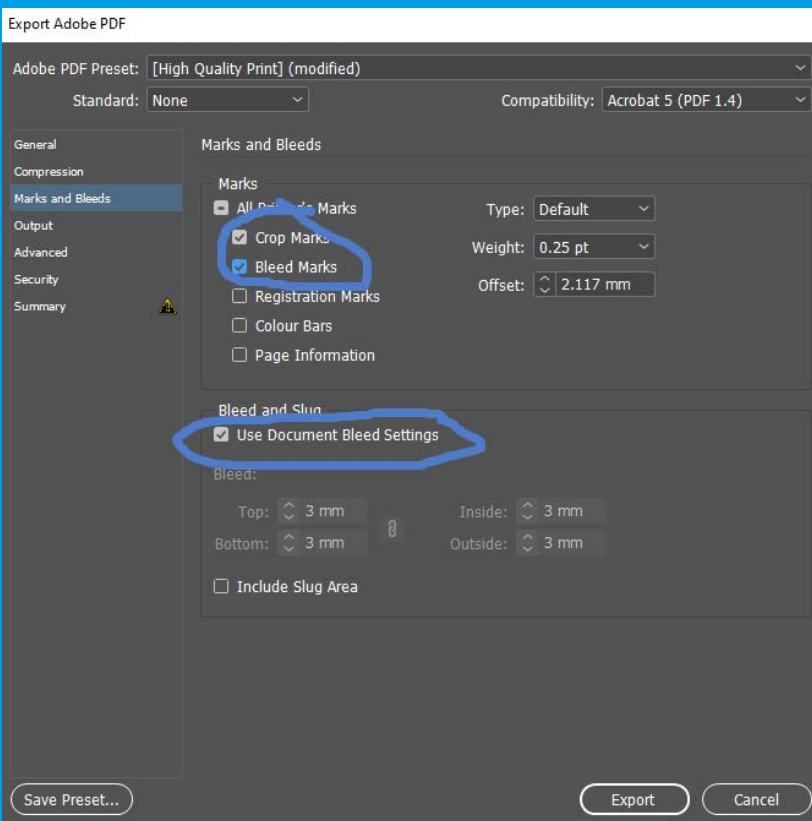 Export Adobe PDF
Adobe PDF Preset: [High Quality Print] (modified)
Standard: None Compatibility: Acrobat 5 (PDF 1.4)
General
Compression
Marks and Bleeds
Output
Advanced
Security
Summary
Marks and Bleeds
Marks
All Printer's Marks
Crop Marks
Bleed Marks
Registration Marks
Colour Bars
Page Information
Type: Default
Weight: 0.25 pt
Offset: 2.117 mm
Bleed and Slug
Use Document Bleed Settings
Bleed:
Top: 3 mm Inside: 3 mm
Bottom: 3 mm Outside: 3 mm
Include Slug Area
Save Preset... Export Cancel